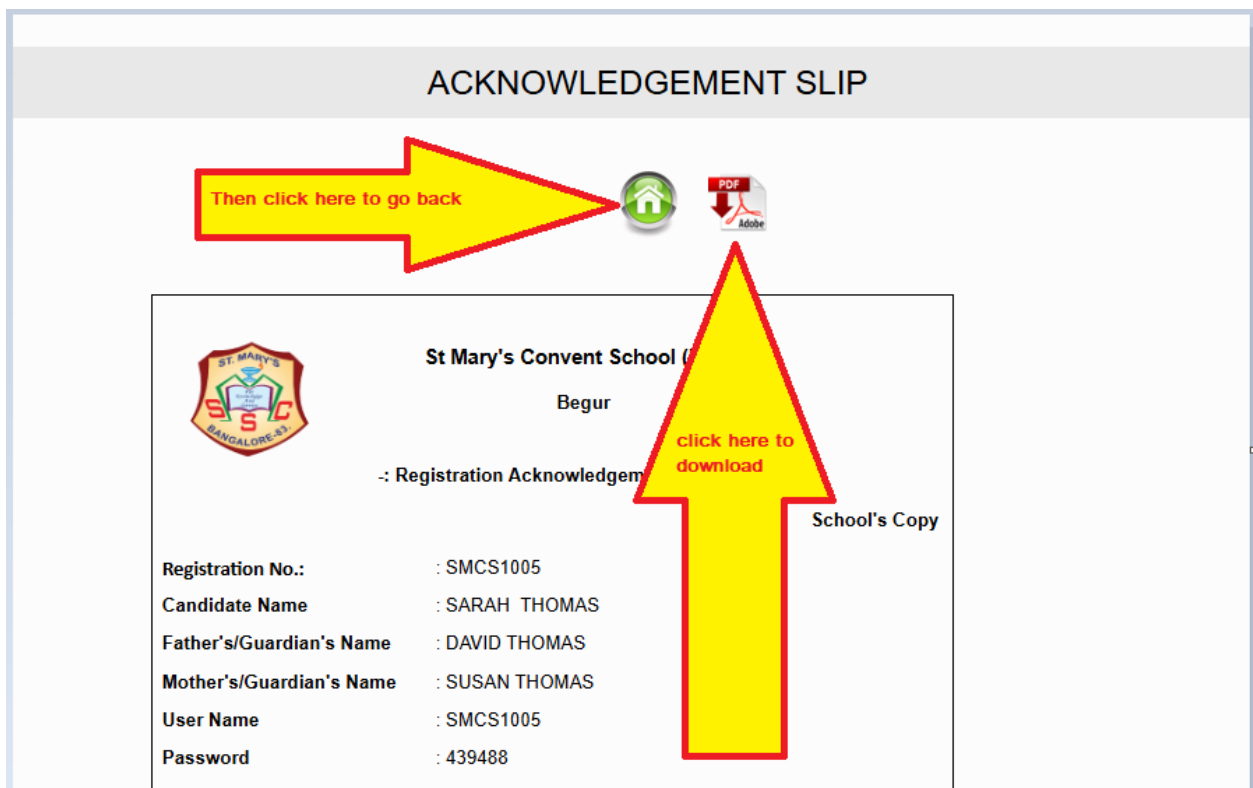 ACKNOWLEDGEMENT SLIP
Then click here to go back
PDF
Adobe
St Mary's Convent School (
ST. MARY'S
S S C
BANGALORE-83.
Begur
click here to
download
-: Registration Acknowledgem
School's Copy
Registration No.: : SMCS1005
Candidate Name : SARAH THOMAS
Father's/Guardian's Name : DAVID THOMAS
Mother's/Guardian's Name : SUSAN THOMAS
User Name : SMCS1005
Password : 439488